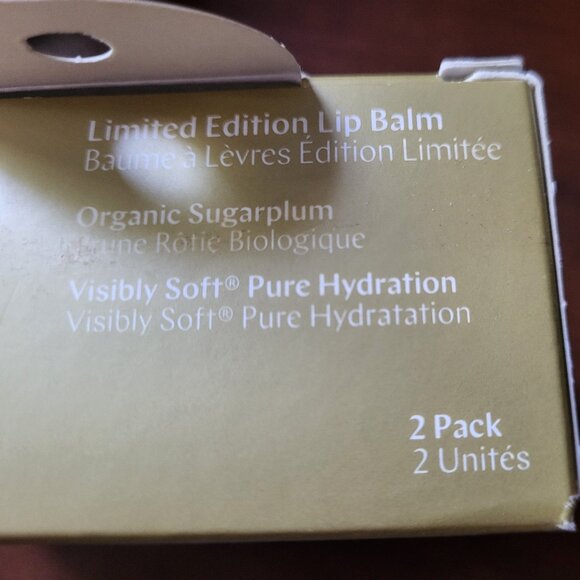 Limited Edition Lip Balm
Baume à Lèvres Édition Limitée
Organic Sugarplum
Prune Rôtie Biologique
Visibly Soft® Pure Hydration
Visibly Soft® Pure Hydratation
2 Pack
2 Unités